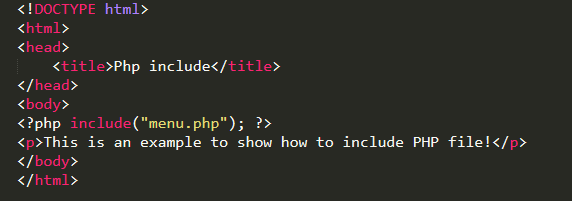 <!DOCTYPE html>
<html>
<head>
    <title>Php include</title>
</head>
<body>
<?php include("menu.php"); ?>
<p>This is an example to show how to include PHP file!</p>
</body>
</html>